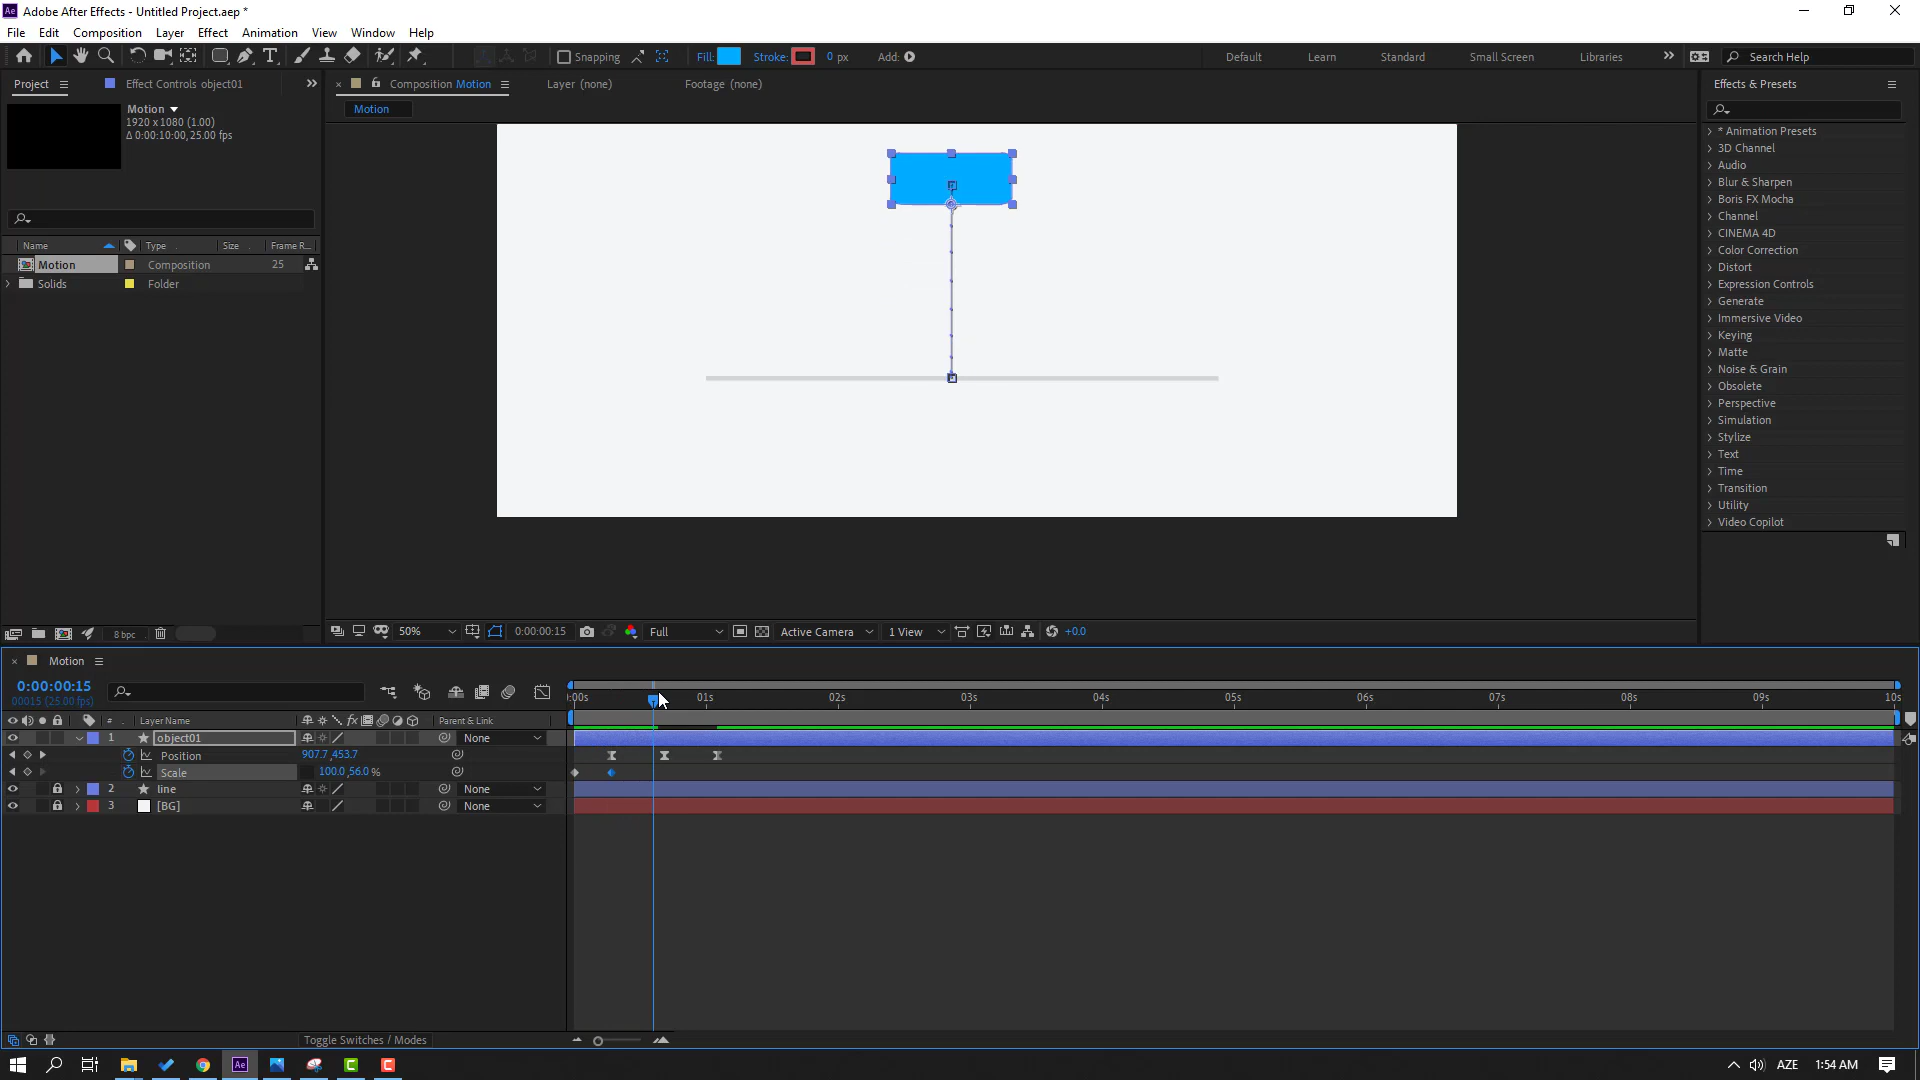 Ae Adobe After Effects - Untitled Project.aep *
File Edit Composition Layer Effect Animation View Window Help
Snapping Fill: Stroke: 0 px Add: Default Learn Standard Small Screen Libraries Search Help
Project Effect Controls object01 Composition Motion Layer (none) Footage (none) Effects & Presets
Motion
1920 x 1080 (1.00)
Δ 0:00:10:00, 25.00 fps
Motion
Name Type Size Frame R...
Motion Composition 25
Solids Folder
* Animation Presets
3D Channel
Audio
Blur & Sharpen
Boris FX Mocha
Channel
CINEMA 4D
Color Correction
Distort
Expression Controls
Generate
Immersive Video
Keying
Matte
Noise & Grain
Obsolete
Perspective
Simulation
Stylize
Text
Time
Transition
Utility
Video Copilot
8 bpc 50% 0:00:00:15 Full Active Camera 1 View +0.0
Motion
0:00:00:15
00015 (25.00 fps)
:00s 01s 02s 03s 04s 05s 06s 07s 08s 09s 10s
# Layer Name fx Parent & Link
1 object01 None
Position 907.7,453.7
Scale 100.0,56.0 %
2 line None
3 [BG] None
Toggle Switches / Modes
Ae AZE 1:54 AM